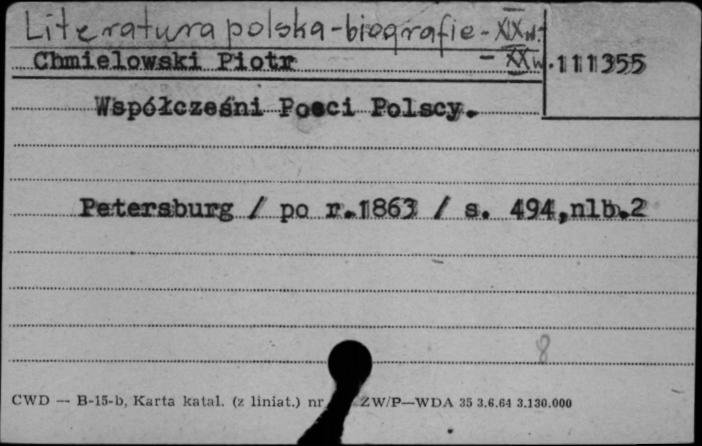 Literatura polska - biografie - XIX w. -
Chmielowski Piotr - XX w. .111355
Współcześni Poeci Polscy.
Petersburg / po r.1863 / s. 494,nlb.2
8
CWD — B-15-b, Karta katal. (z liniat.) nr ZW/P—WDA 35 3.6.64 3.130.000